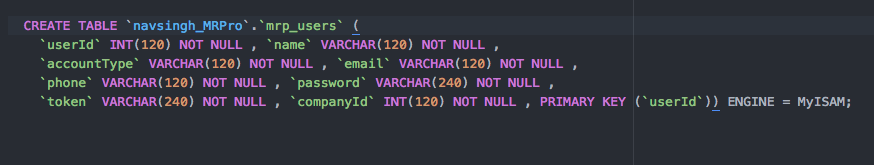 CREATE TABLE `navsingh_MRPro`.`mrp_users` (
`userId` INT(120) NOT NULL , `name` VARCHAR(120) NOT NULL ,
`accountType` VARCHAR(120) NOT NULL , `email` VARCHAR(120) NOT NULL ,
`phone` VARCHAR(120) NOT NULL , `password` VARCHAR(240) NOT NULL ,
`token` VARCHAR(240) NOT NULL , `companyId` INT(120) NOT NULL , PRIMARY KEY (`userId`)) ENGINE = MyISAM;